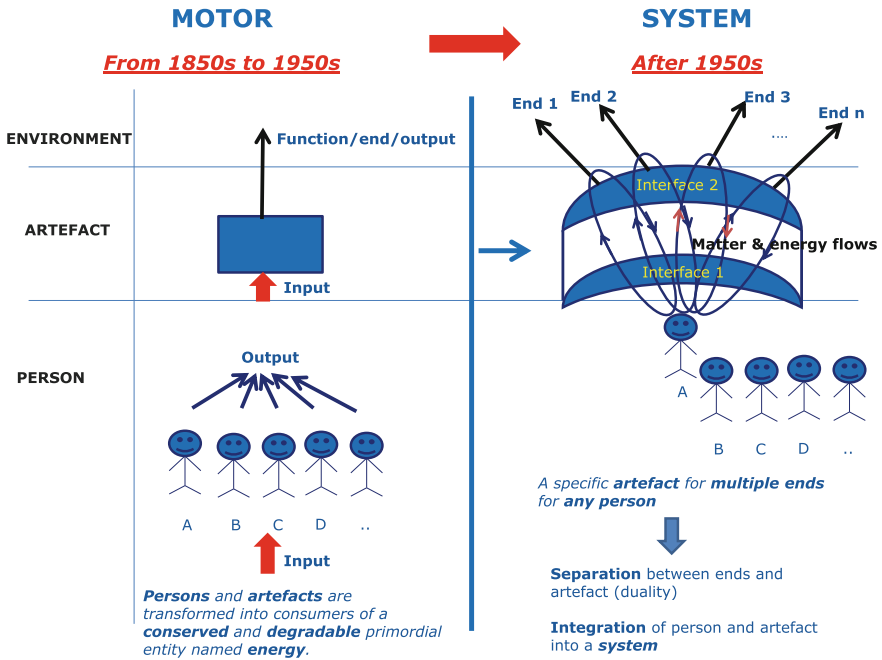 MOTOR
From 1850s to 1950s
SYSTEM
After 1950s
ENVIRONMENT
ARTEFACT
PERSON
Function/end/output
Input
Output
A B C D ..
Input
Persons and artefacts are
transformed into consumers of a
conserved and degradable primordial
entity named energy.
End 1
End 2
End 3
....
End n
Interface 2
Matter & energy flows
Interface 1
A
B C D ..
A specific artefact for multiple ends
for any person
Separation between ends and
artefact (duality)
Integration of person and artefact
into a system